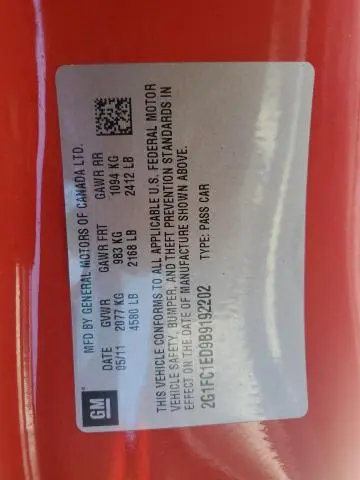 GM
MFD BY GENERAL MOTORS OF CANADA LTD.
DATE GVWR GAWR FRT GAWR RR
05/11 2077 KG 983 KG 1094 KG
4580 LB 2168 LB 2412 LB
THIS VEHICLE CONFORMS TO ALL APPLICABLE U.S. FEDERAL MOTOR
VEHICLE SAFETY, BUMPER, AND THEFT PREVENTION STANDARDS IN
EFFECT ON THE DATE OF MANUFACTURE SHOWN ABOVE.
2G1FC1ED9B9192202 TYPE: PASS CAR